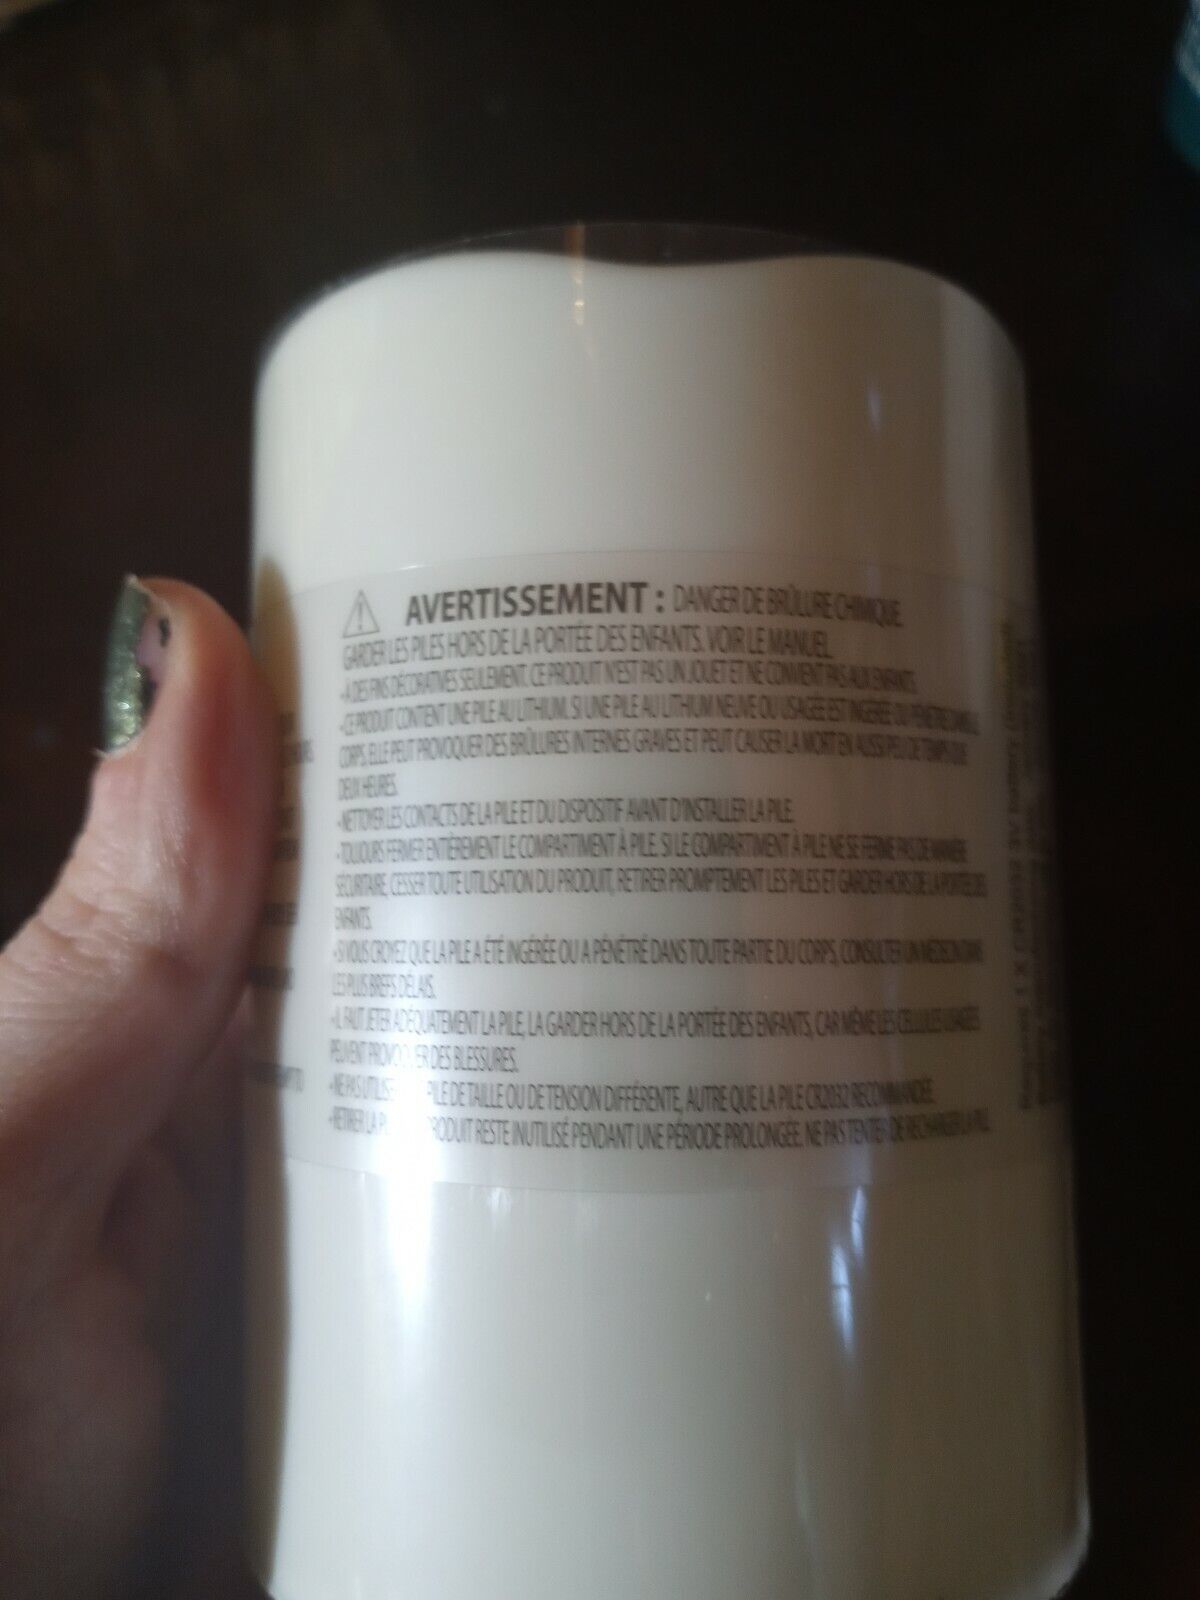 AVERTISSEMENT : DANGER DE BRÛLURE CHIMIQUE.
GARDER LES PILES HORS DE LA PORTÉE DES ENFANTS. VOIR LE MANUEL.
• À DES FINS DÉCORATIVES SEULEMENT. CE PRODUIT N'EST PAS UN JOUET ET NE CONVIENT PAS AUX ENFANTS.
• CE PRODUIT CONTIENT UNE PILE AU LITHIUM. SI UNE PILE AU LITHIUM NEUVE OU USAGÉE EST INGÉRÉE OU PÉNÈTRE DANS LE
CORPS, ELLE PEUT PROVOQUER DES BRÛLURES INTERNES GRAVES ET PEUT CAUSER LA MORT EN AUSSI PEU DE TEMPS QUE
DEUX HEURES.
• NETTOYER LES CONTACTS DE LA PILE ET DU DISPOSITIF AVANT D'INSTALLER LA PILE.
• TOUJOURS FERMER ENTIÈREMENT LE COMPARTIMENT À PILE. SI LE COMPARTIMENT À PILE NE SE FERME PAS DE MANIÈRE
SÉCURITAIRE, CESSER TOUTE UTILISATION DU PRODUIT, RETIRER PROMPTEMENT LES PILES ET GARDER HORS DE LA PORTÉE DES
ENFANTS.
• SI VOUS CROYEZ QUE LA PILE A ÉTÉ INGÉRÉE OU A PÉNÉTRÉ DANS TOUTE PARTIE DU CORPS, CONSULTER UN MÉDECIN DANS
LES PLUS BREFS DÉLAIS.
• IL FAUT JETER ADÉQUATEMENT LA PILE, LA GARDER HORS DE LA PORTÉE DES ENFANTS, CAR MÊME LES CELLULES USAGÉES
PEUVENT PROVOQUER DES BLESSURES.
• NE PAS UTILISER PILE DE TAILLE OU DE TENSION DIFFÉRENTE, AUTRE QUE LA PILE CR2032 RECOMMANDÉE.
• RETIRER LA PRODUIT RESTE INUTILISÉ PENDANT UNE PÉRIODE PROLONGÉE. NE PAS TENTER DE RECHARGER LA PILE.